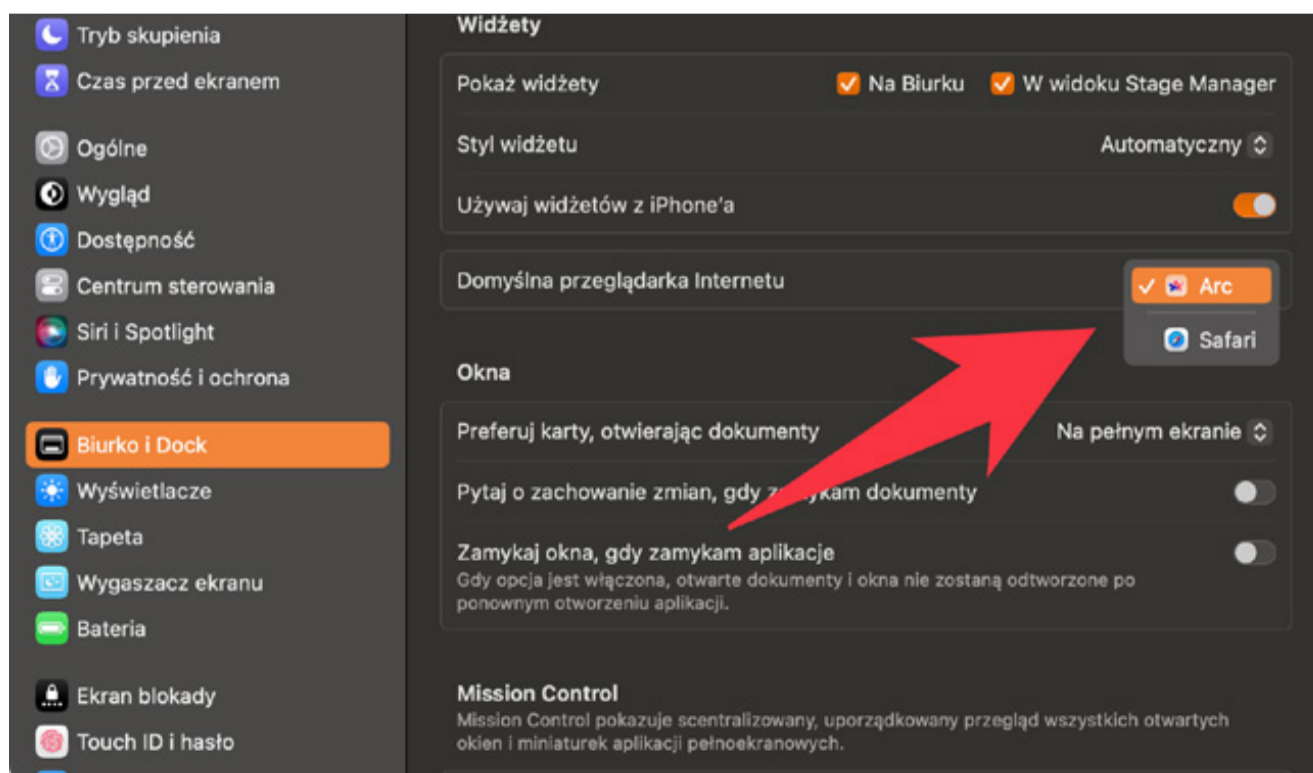 Tryb skupienia
Czas przed ekranem
Ogólne
Wygląd
Dostępność
Centrum sterowania
Siri i Spotlight
Prywatność i ochrona
Biurko i Dock
Wyświetlacze
Tapeta
Wygaszacz ekranu
Bateria
Ekran blokady
Touch ID i hasło
Widżety
Pokaż widżety Na Biurku W widoku Stage Manager
Styl widżetu Automatyczny
Używaj widżetów z iPhone'a
Domyślna przeglądarka Internetu
Arc
Safari
Okna
Preferuj karty, otwierając dokumenty Na pełnym ekranie
Pytaj o zachowanie zmian, gdy zamykam dokumenty
Zamykaj okna, gdy zamykam aplikacje
Gdy opcja jest włączona, otwarte dokumenty i okna nie zostaną odtworzone po
ponownym otworzeniu aplikacji.
Mission Control
Mission Control pokazuje scentralizowany, uporządkowany przegląd wszystkich otwartych
okien i miniaturek aplikacji pełnoekranowych.